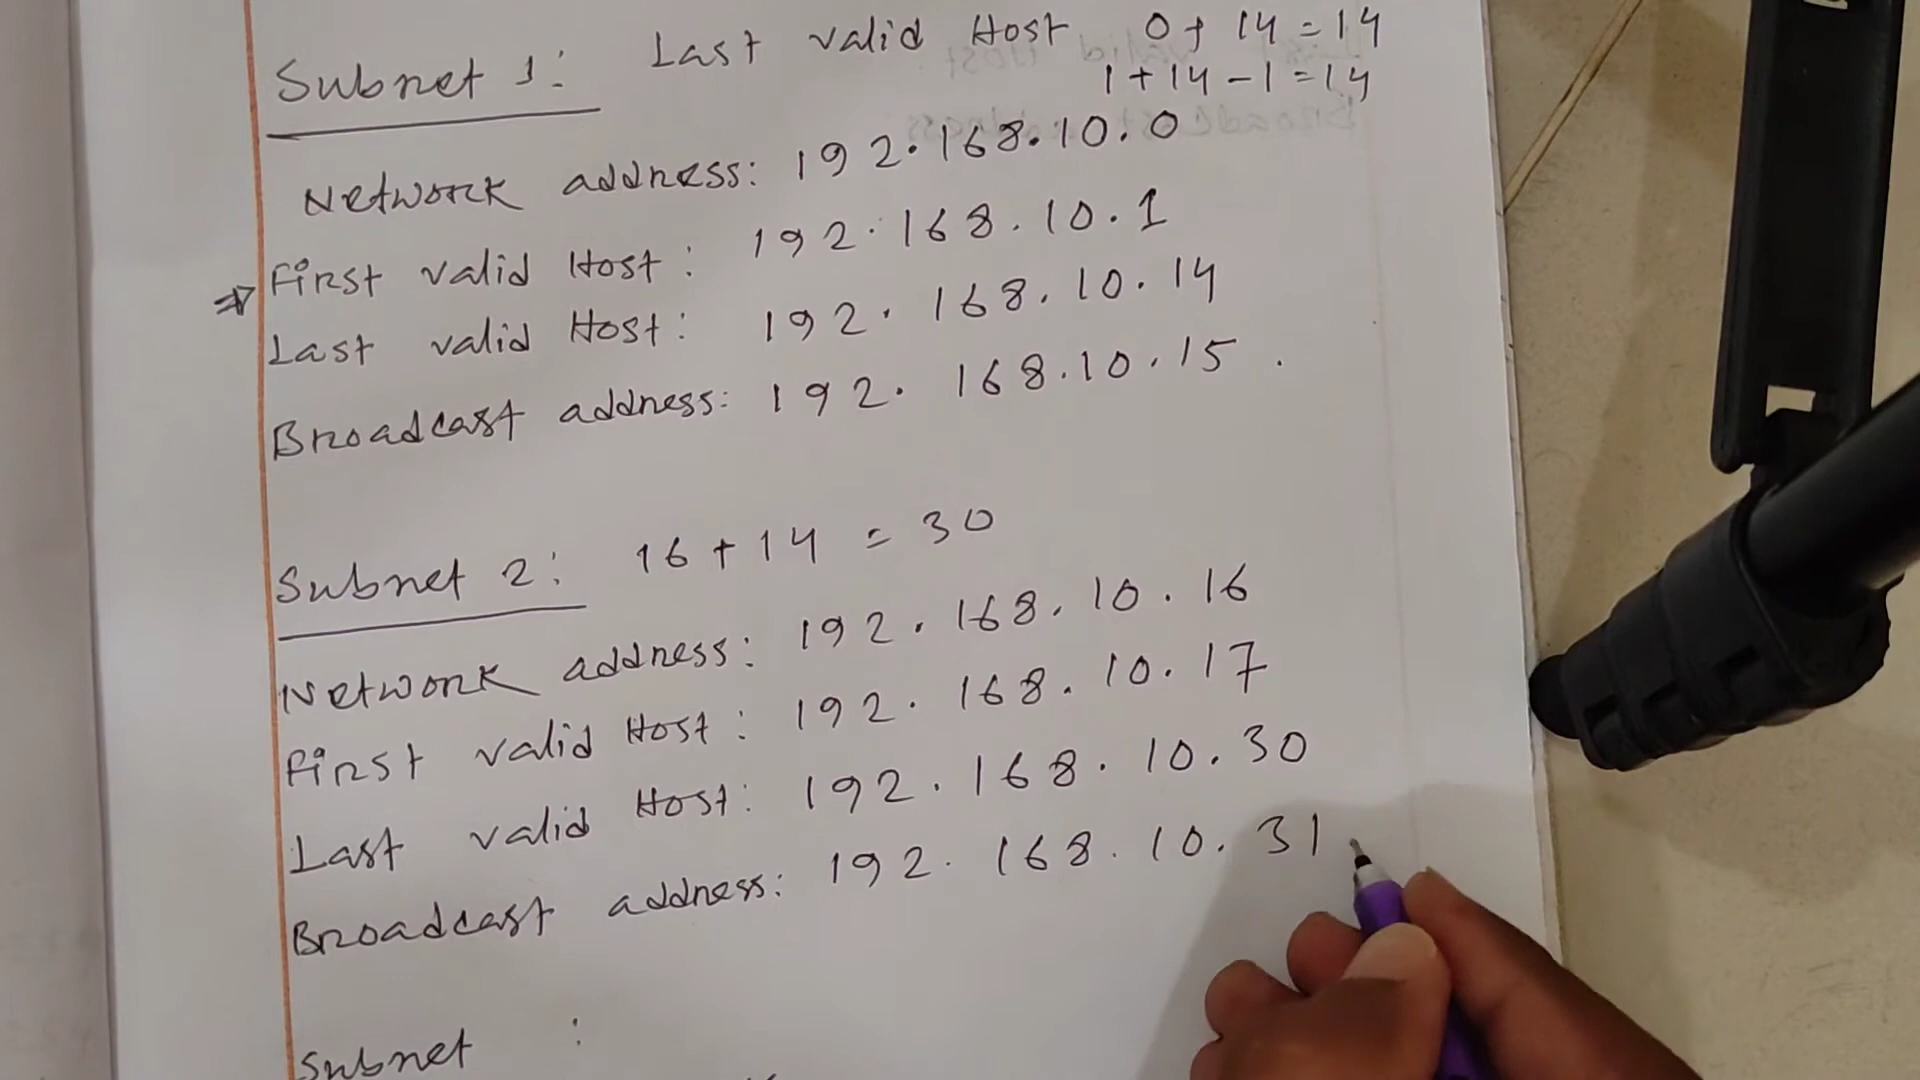 Subnet 1: Last valid Host 0 + 14 = 14
1 + 14 - 1 = 14
Network address: 192.168.10.0
First valid Host: 192.168.10.1
Last valid Host: 192.168.10.14
Broadcast address: 192.168.10.15.
Subnet 2: 16 + 14 = 30
Network address: 192.168.10.16
First valid Host: 192.168.10.17
Last valid Host: 192.168.10.30
Broadcast address: 192.168.10.31
Subnet :